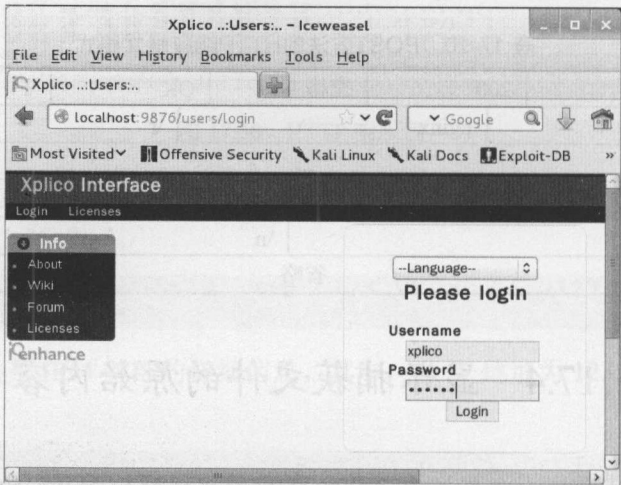 Xplico ..:Users:.. – Iceweasel
File Edit View History Bookmarks Tools Help
Xplico ..:Users:..
localhost:9876/users/login
Google
Most Visited
Offensive Security
Kali Linux
Kali Docs
Exploit-DB
»
Xplico Interface
Login Licenses
Info
About
Wiki
Forum
Licenses
enhance
--Language--
Please login
Username
xplico
Password
••••••
Login